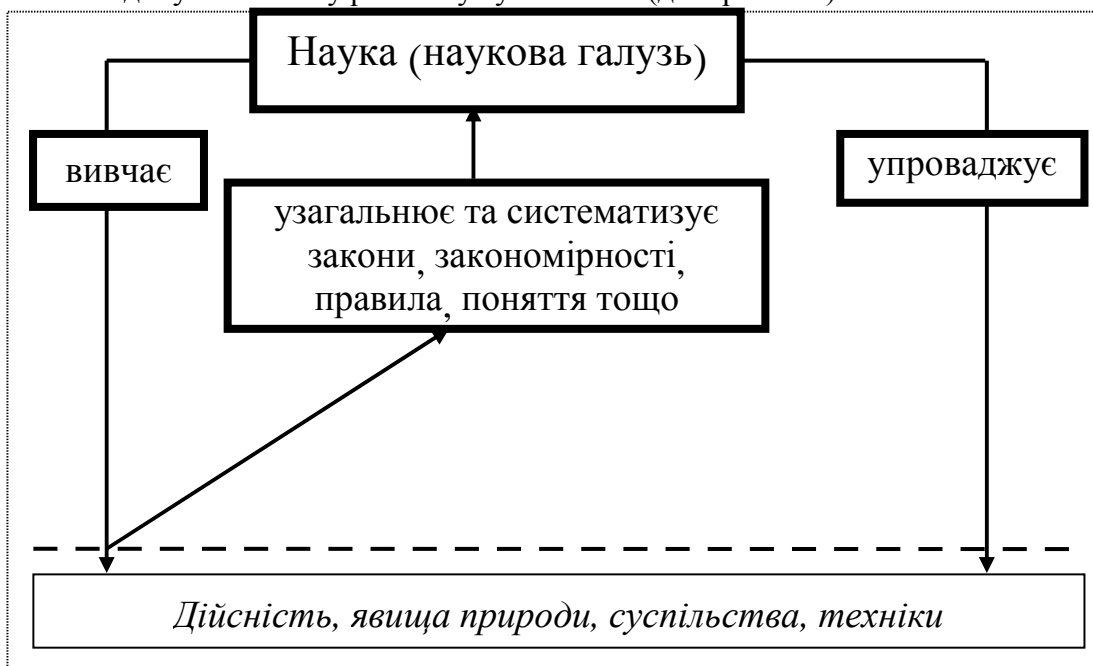 Наука (наукова галузь)
вивчає
упроваджує
узагальнює та систематизує
закони, закономірності,
правила, поняття тощо
Дійсність, явища природи, суспільства, техніки